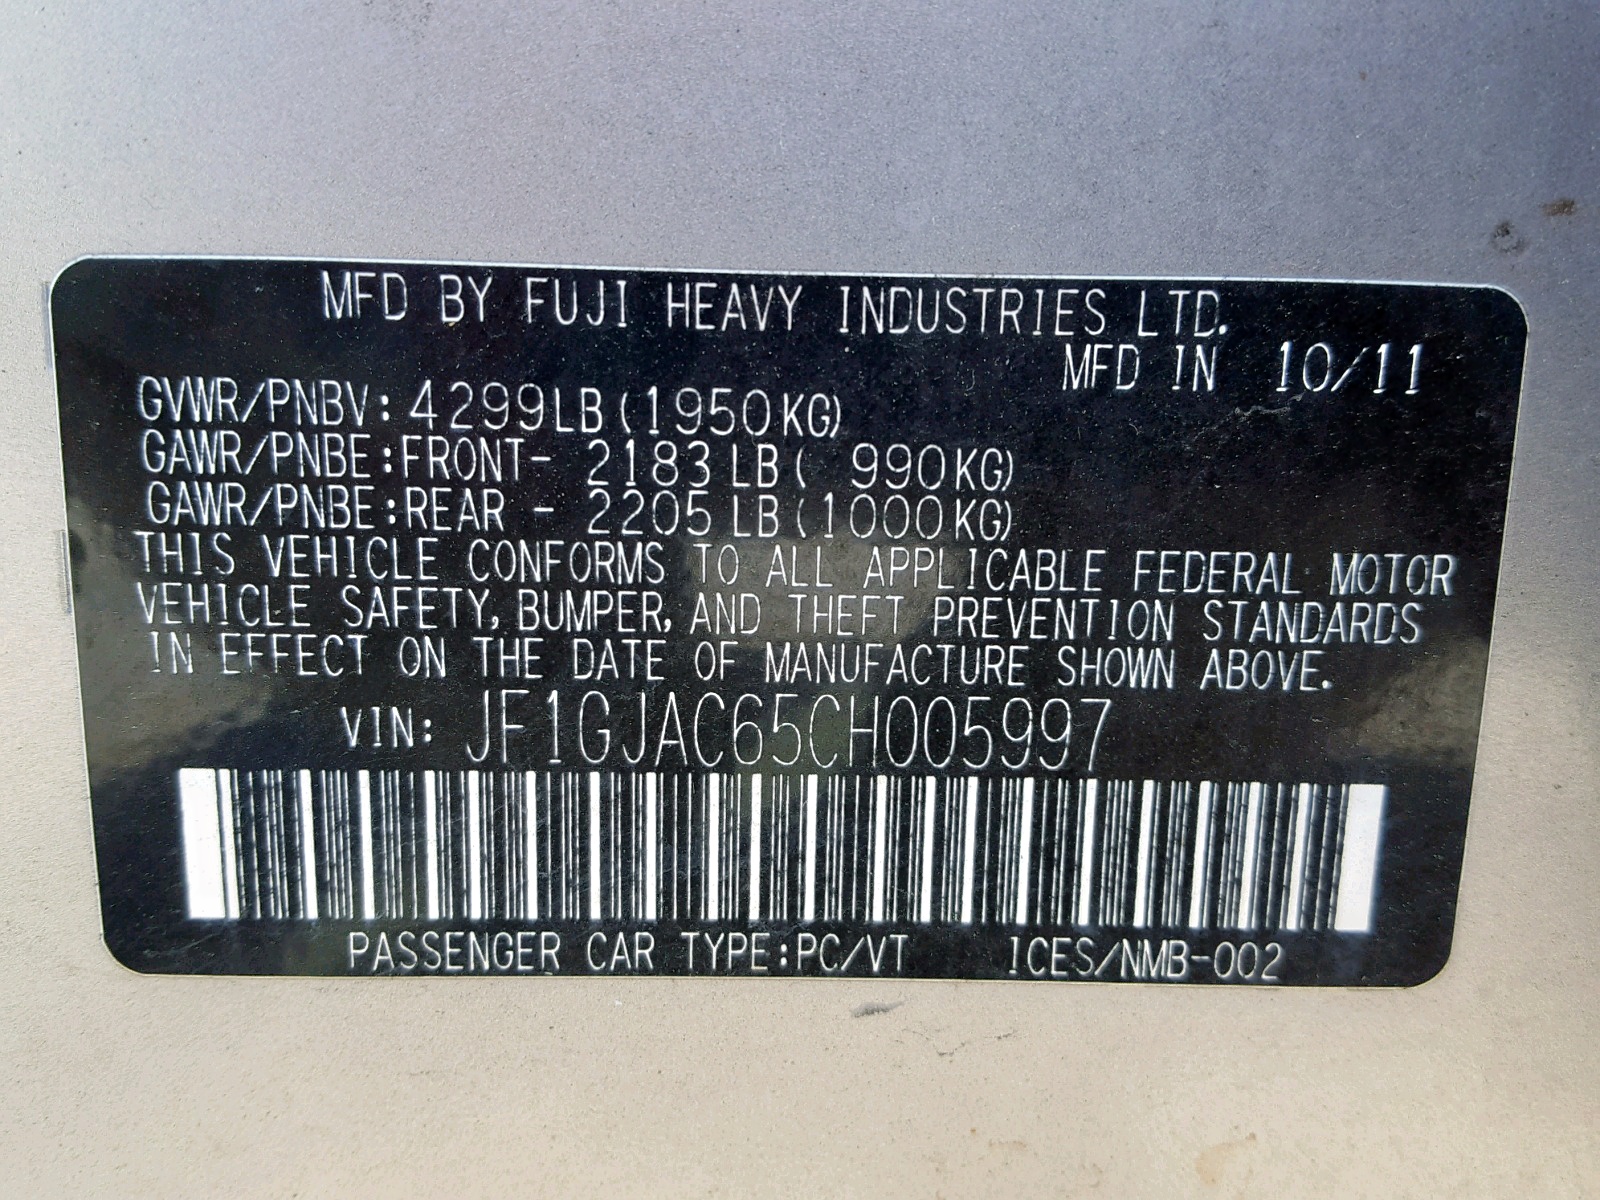 MFD BY FUJI HEAVY INDUSTRIES LTD.
MFD IN 10/11
GVWR/PNBV: 4299LB(1950KG)
GAWR/PNBE:FRONT- 2183LB( 990KG)
GAWR/PNBE:REAR - 2205LB(1000KG)
THIS VEHICLE CONFORMS TO ALL APPLICABLE FEDERAL MOTOR
VEHICLE SAFETY, BUMPER, AND THEFT PREVENTION STANDARDS
IN EFFECT ON THE DATE OF MANUFACTURE SHOWN ABOVE.
VIN: JF1GJAC65CH005997
PASSENGER CAR TYPE:PC/VT ICES/NMB-002